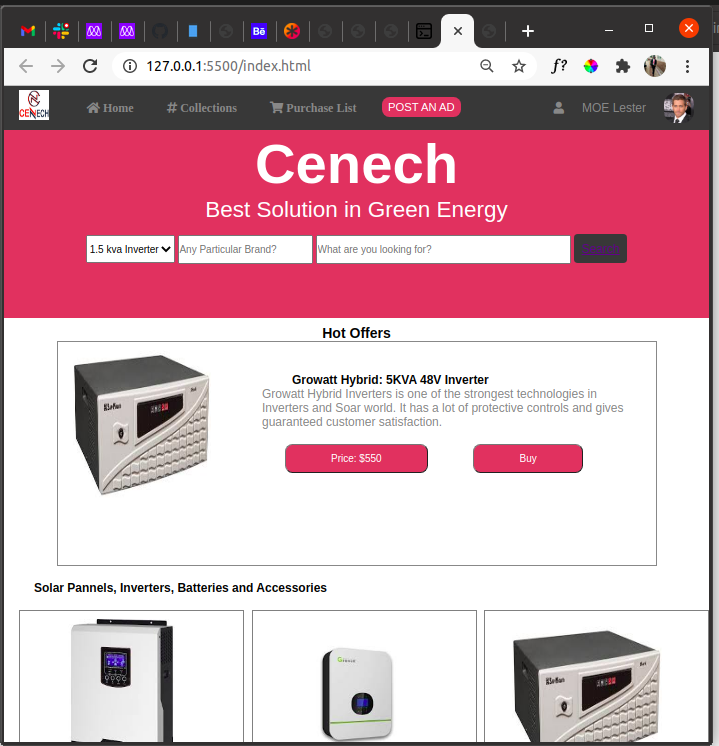 Bē
127.0.0.1:5500/index.html
f?
CENECH
Home
Collections
Purchase List
POST AN AD
MOE Lester
Cenech
Best Solution in Green Energy
1.5 kva Inverter
Any Particular Brand?
What are you looking for?
Search
Hot Offers
Growatt Hybrid: 5KVA 48V Inverter
Growatt Hybrid Inverters is one of the strongest technologies in
Inverters and Soar world. It has a lot of protective controls and gives
guaranteed customer satisfaction.
Price: $550
Buy
Solar Pannels, Inverters, Batteries and Accessories